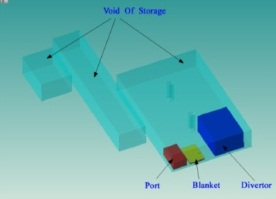 Void Of Storage
Port
Blanket
Divertor